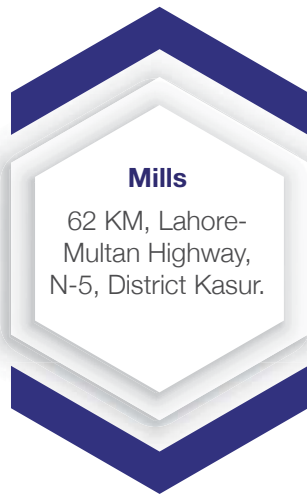 Mills
62 KM, Lahore-
Multan Highway,
N-5, District Kasur.